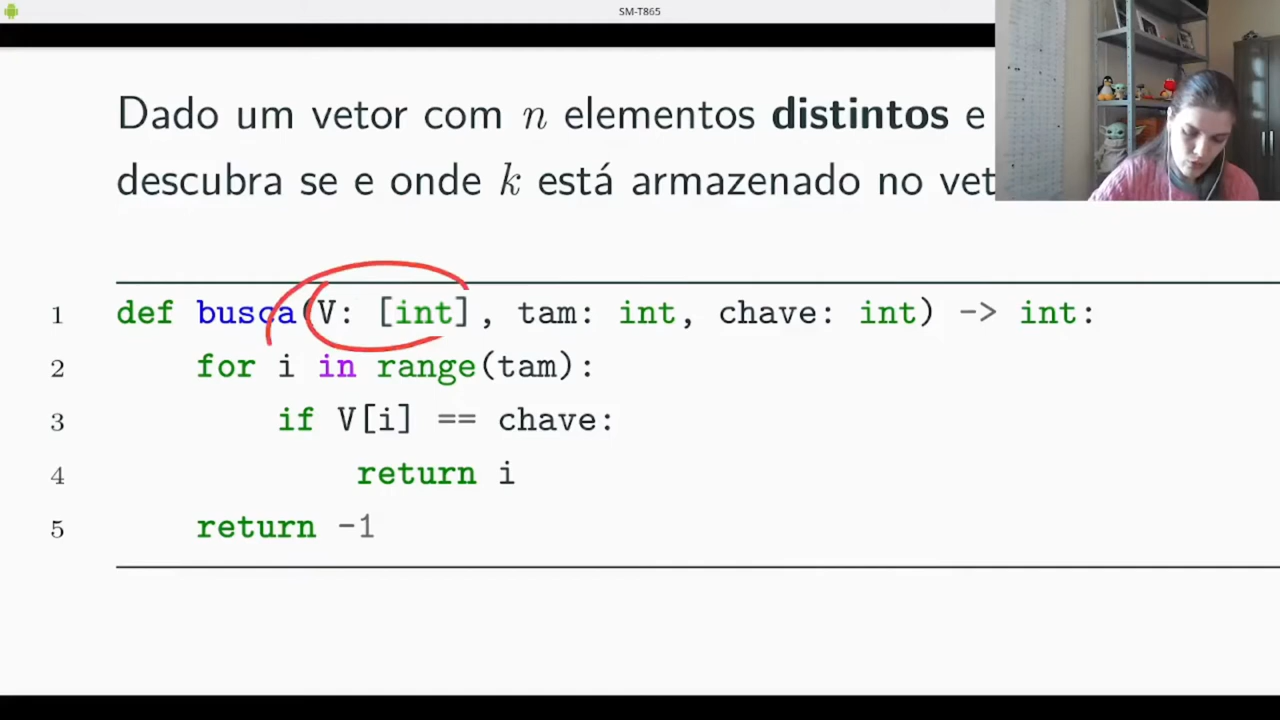 SM-T865
Dado um vetor com n elementos distintos e
descubra se e onde k está armazenado no
1 def busca(V: [int], tam: int, chave: int) -> int:
2 for i in range(tam):
3 if V[i] == chave:
4 return i
5 return -1